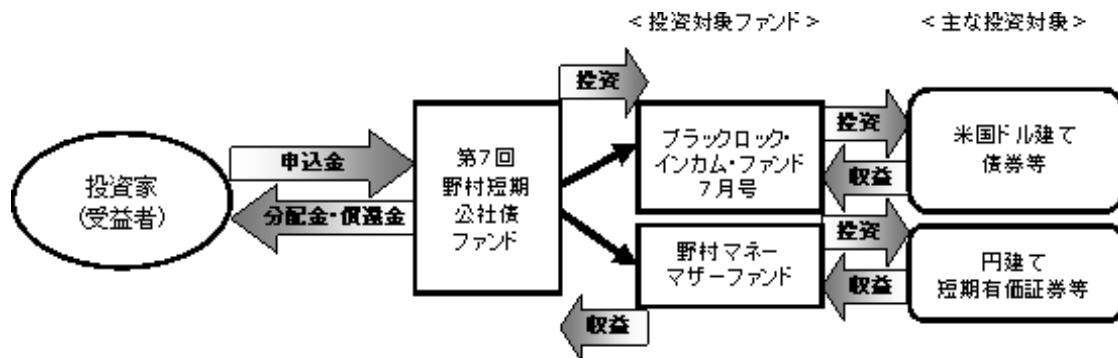 <投資対象ファンド>
<主な投資対象>
投資
投資家
(受益者)
申込金
分配金・償還金
第7回
野村短期
公社債
ファンド
ブラックロック・
インカム・ファンド
7月号
投資
収益
米国ドル建て
債券等
野村マネー
マザーファンド
投資
収益
円建て
短期有価証券等
収益